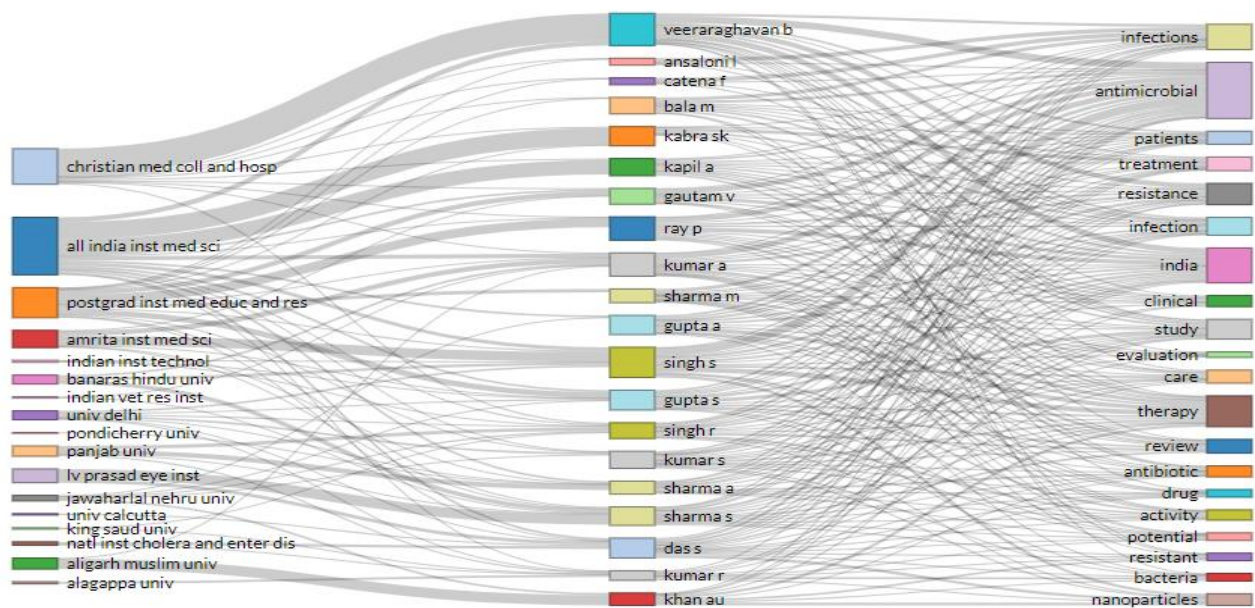 christian med coll and hosp
all india inst med sci
postgrad inst med educ and res
amrita inst med sci
indian inst technol
banaras hindu univ
indian vet res inst
univ delhi
pondicherry univ
panjab univ
lv prasad eye inst
jawaharlal nehru univ
univ calcutta
king saud univ
natl inst cholera and enter dis
aligarh muslim univ
alagappa univ
veeraraghavan b
ansaloni l
catena f
bala m
kabra sk
kapil a
gautam v
ray p
kumar a
sharma m
gupta a
singh s
gupta s
singh r
kumar s
sharma a
sharma s
das s
kumar r
khan au
infections
antimicrobial
patients
treatment
resistance
infection
india
clinical
study
evaluation
care
therapy
review
antibiotic
drug
activity
potential
resistant
bacteria
nanoparticles